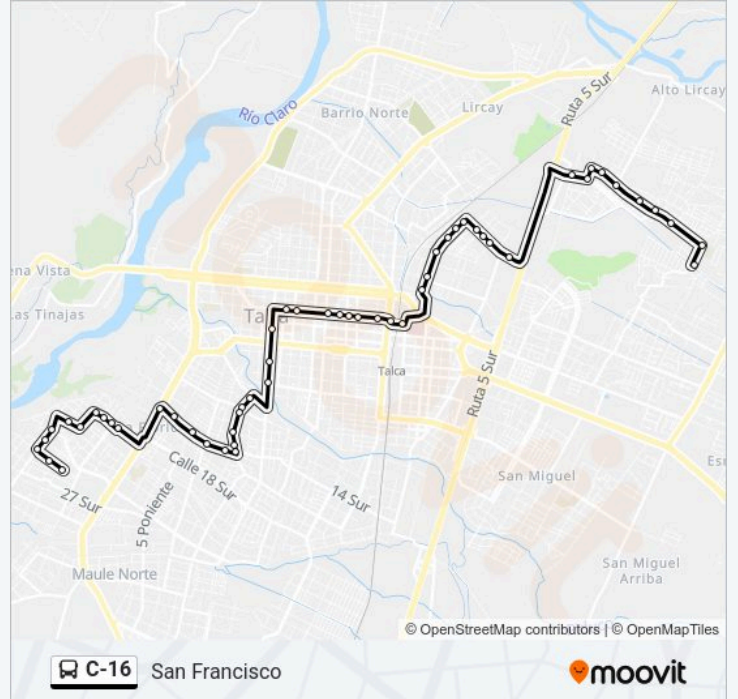 Ruta 5 Sur
Alto Lircay
Río Claro
Barrio Norte
Lircay
ena Vista
as Tinajas
Talca
Ruta 5 Sur
San Miguel
Calle 18 Sur
27 Sur
5 Poniente
14 Sur
Maule Norte
San Miguel
Arriba
© OpenStreetMap contributors | © OpenMapTiles
C-16 San Francisco
moovit